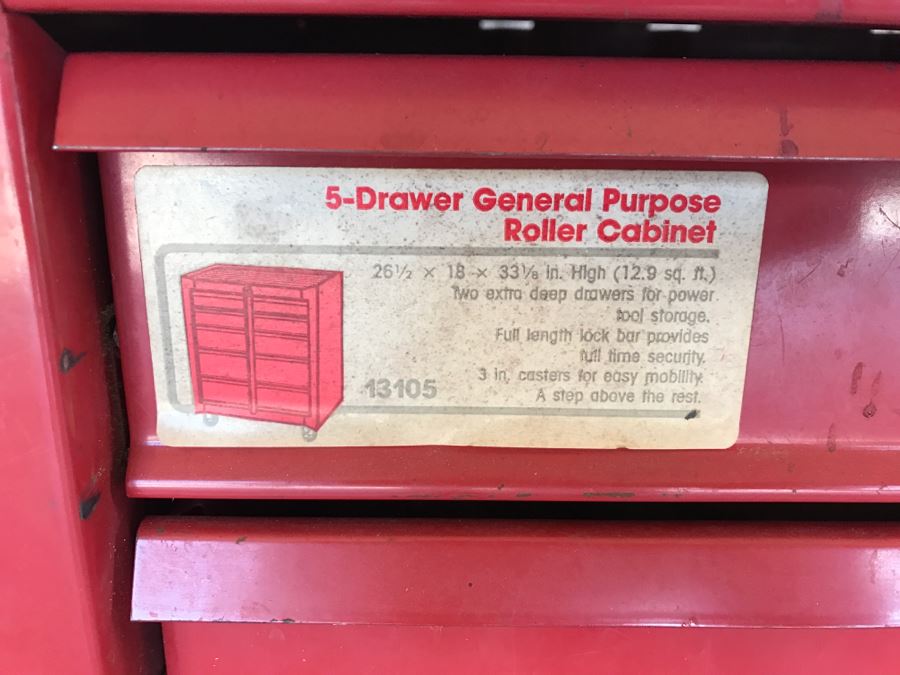 5-Drawer General Purpose
Roller Cabinet
26½ × 18 × 33⅛ in. High (12.9 sq. ft.)
Two extra deep drawers for power
tool storage.
Full length lock bar provides
full time security.
3 in. casters for easy mobility.
A step above the rest.
13105